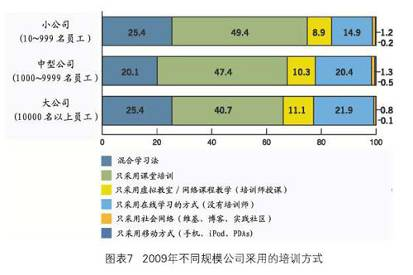 小公司
(10~999 名员工)
25.4
49.4
8.9
14.9
1.2
0.2
中型公司
(1000~9999 名员工)
20.1
47.4
10.3
20.4
1.3
0.5
大公司
(10000 名以上员工)
25.4
40.7
11.1
21.9
0.8
0.1
0
20
40
60
80
100
混合学习法
只采用课堂培训
只采用虚拟教室/网络课程教学(培训师授课)
只采用在线学习的方式(没有培训师)
只采用社会网络(维基、博客、实践社区)
只采用移动方式(手机、iPod、PDAs)
图表7 2009年不同规模公司采用的培训方式